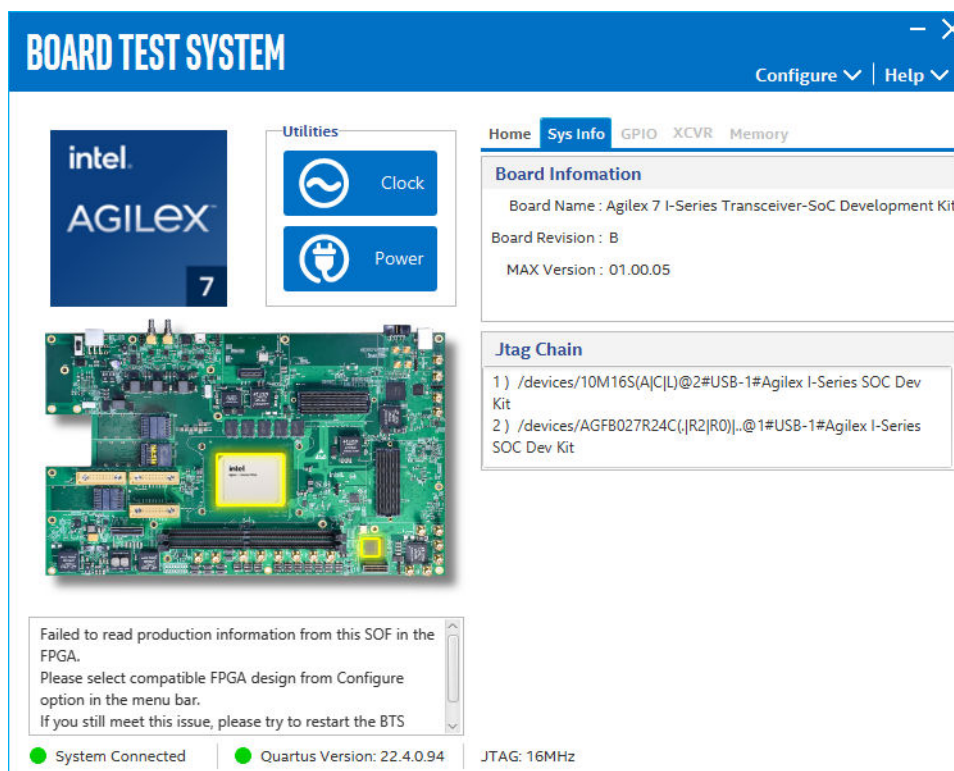 BOARD TEST SYSTEM
Configure
Help
intel.
AGILEX
7
Utilities
Clock
Power
Home
Sys Info
GPIO
XCVR
Memory
Board Infomation
Board Name : Agilex 7 I-Series Transceiver-SoC Development Kit
Board Revision : B
MAX Version : 01.00.05
Jtag Chain
1 ) /devices/10M16S(A|C|L)@2#USB-1#Agilex I-Series SOC Dev
Kit
2 ) /devices/AGFB027R24C(.|R2|R0)|..@1#USB-1#Agilex I-Series
SOC Dev Kit
intel
Failed to read production information from this SOF in the
FPGA.
Please select compatible FPGA design from Configure
option in the menu bar.
If you still meet this issue, please try to restart the BTS
System Connected
Quartus Version: 22.4.0.94
JTAG: 16MHz